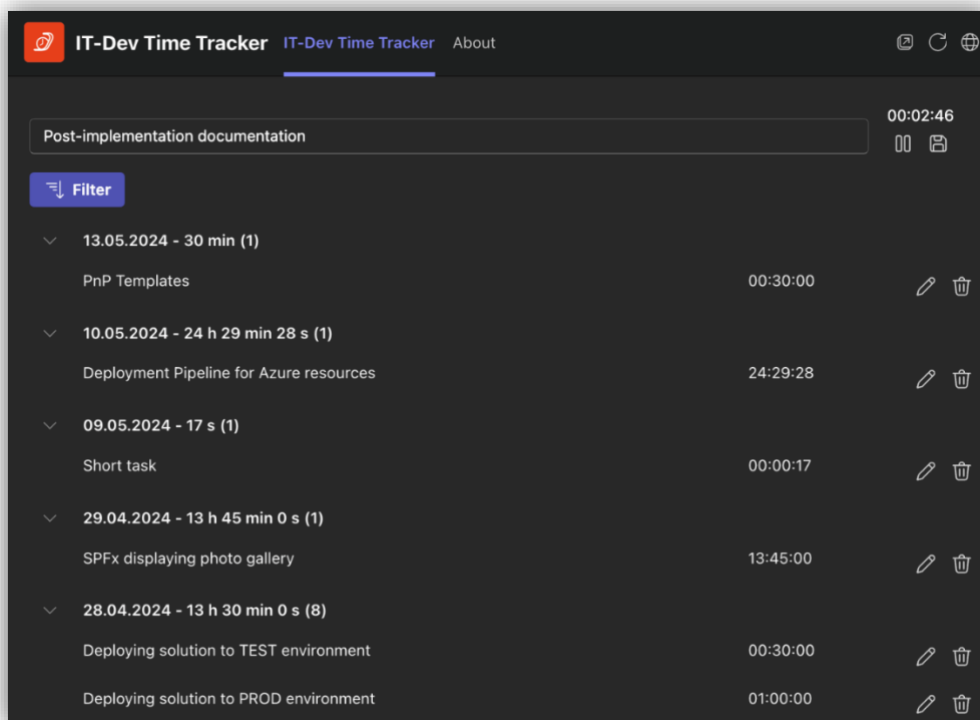 IT-Dev Time Tracker IT-Dev Time Tracker About
00:02:46
Post-implementation documentation
Filter
13.05.2024 - 30 min (1)
PnP Templates 00:30:00
10.05.2024 - 24 h 29 min 28 s (1)
Deployment Pipeline for Azure resources 24:29:28
09.05.2024 - 17 s (1)
Short task 00:00:17
29.04.2024 - 13 h 45 min 0 s (1)
SPFx displaying photo gallery 13:45:00
28.04.2024 - 13 h 30 min 0 s (8)
Deploying solution to TEST environment 00:30:00
Deploying solution to PROD environment 01:00:00